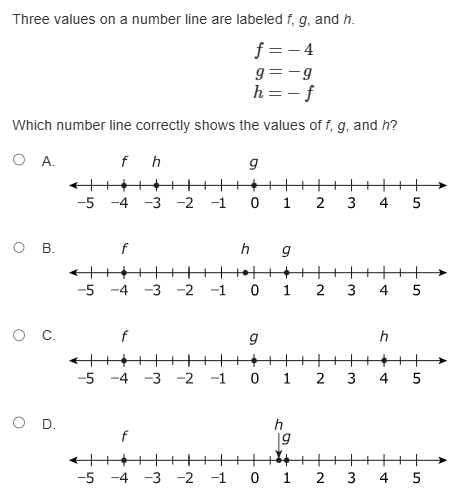 Three values on a number line are labeled f, g, and h.
f = − 4
g = − g
h = − f
Which number line correctly shows the values of f, g, and h?
A.
f h g
-5 -4 -3 -2 -1 0 1 2 3 4 5
B.
f h g
-5 -4 -3 -2 -1 0 1 2 3 4 5
C.
f g h
-5 -4 -3 -2 -1 0 1 2 3 4 5
D.
h
f g
-5 -4 -3 -2 -1 0 1 2 3 4 5